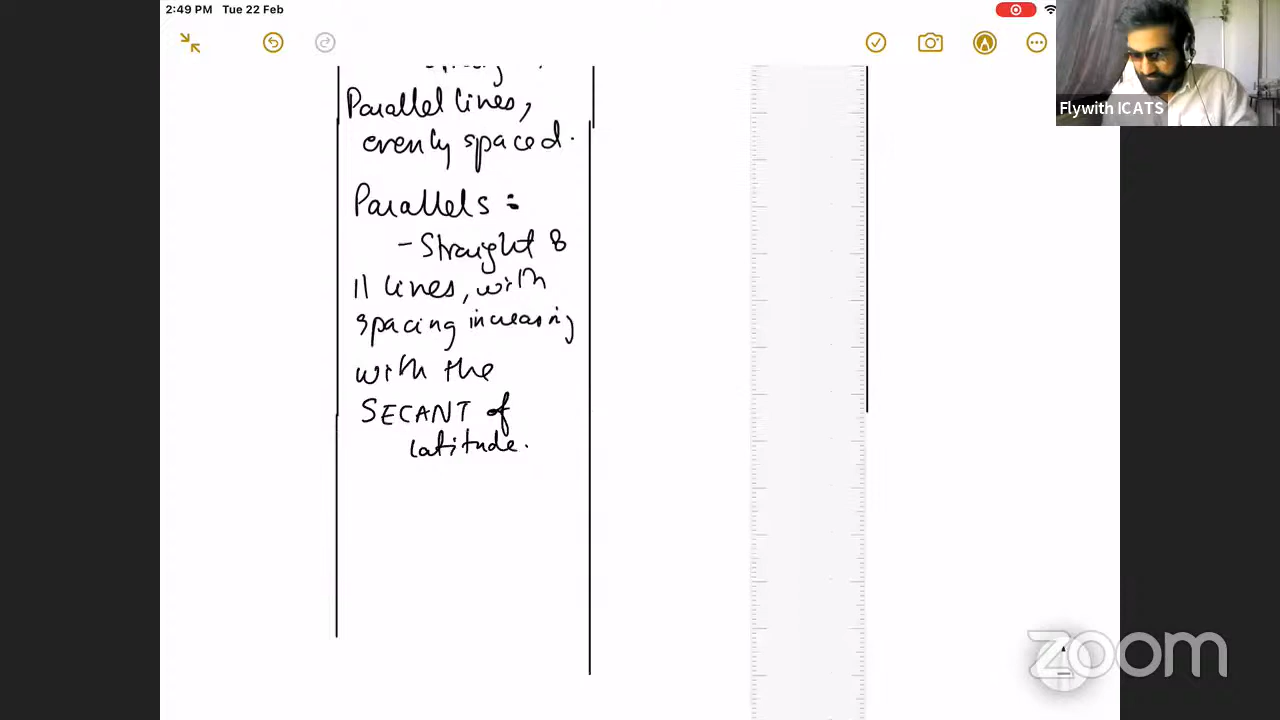 2:49 PM Tue 22 Feb
Flywith ICATS
Parallel lines,
evenly spaced.
Parallels :
- Straight &
|| lines, with
spacing increasing
with the
SECANT of
latitude.
zoom